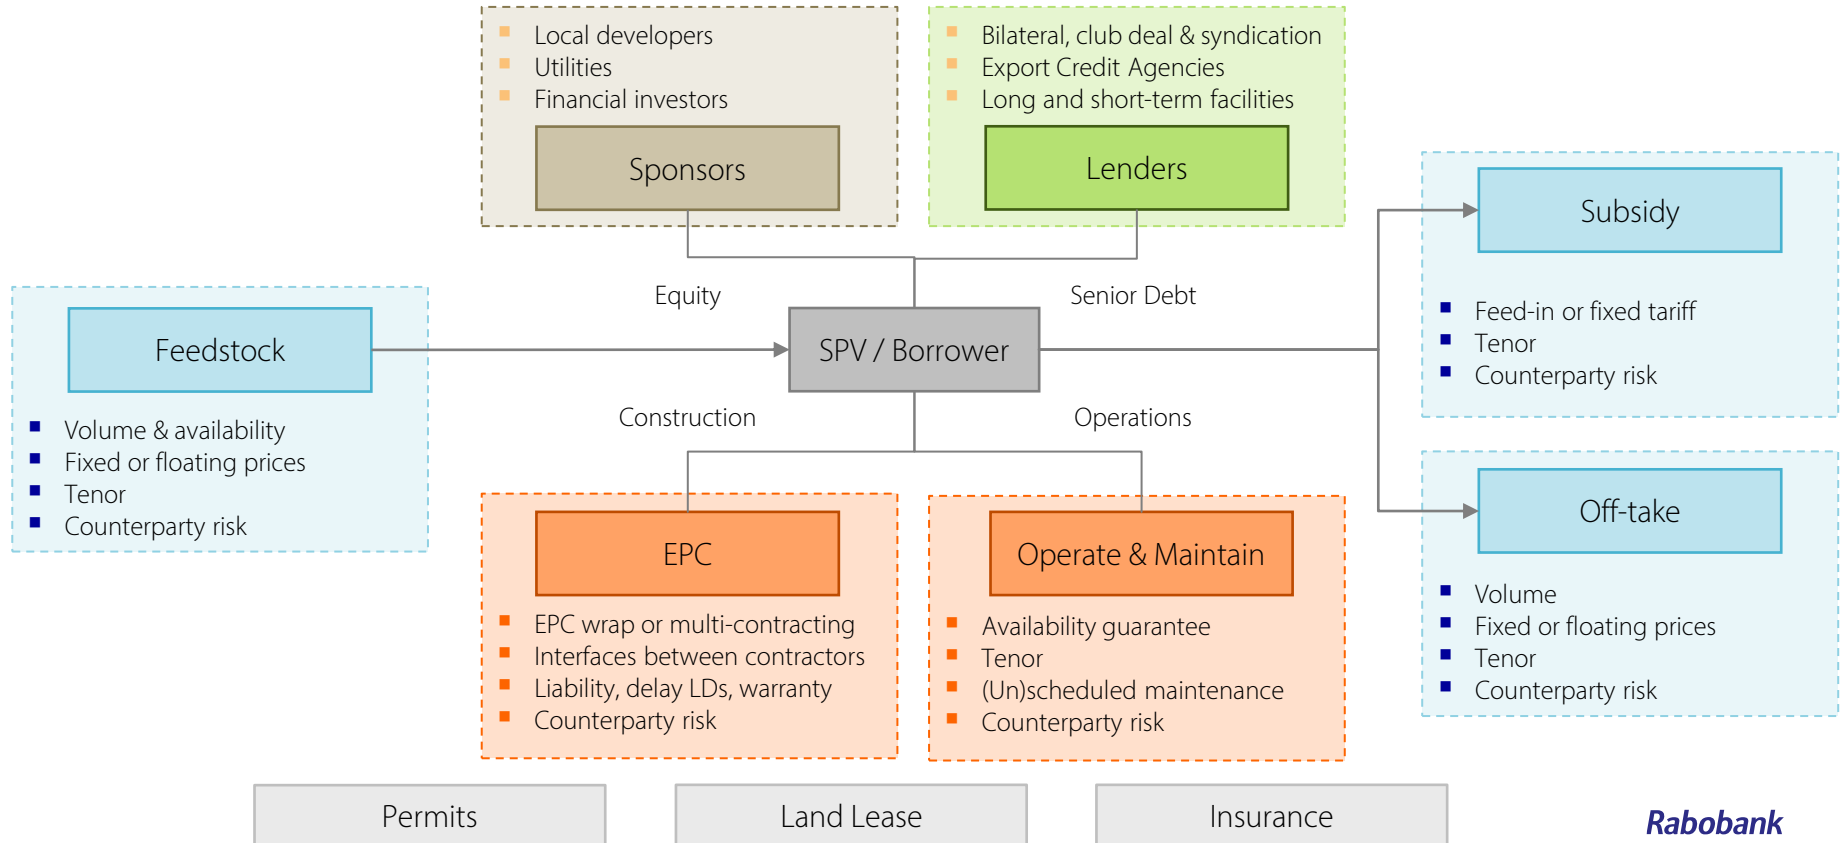 Local developers
Utilities
Financial investors
Sponsors
Bilateral, club deal & syndication
Export Credit Agencies
Long and short-term facilities
Lenders
Equity
Senior Debt
Feedstock
Volume & availability
Fixed or floating prices
Tenor
Counterparty risk
SPV / Borrower
Subsidy
Feed-in or fixed tariff
Tenor
Counterparty risk
Construction
Operations
EPC
EPC wrap or multi-contracting
Interfaces between contractors
Liability, delay LDs, warranty
Counterparty risk
Operate & Maintain
Availability guarantee
Tenor
(Un)scheduled maintenance
Counterparty risk
Off-take
Volume
Fixed or floating prices
Tenor
Counterparty risk
Permits
Land Lease
Insurance
Rabobank